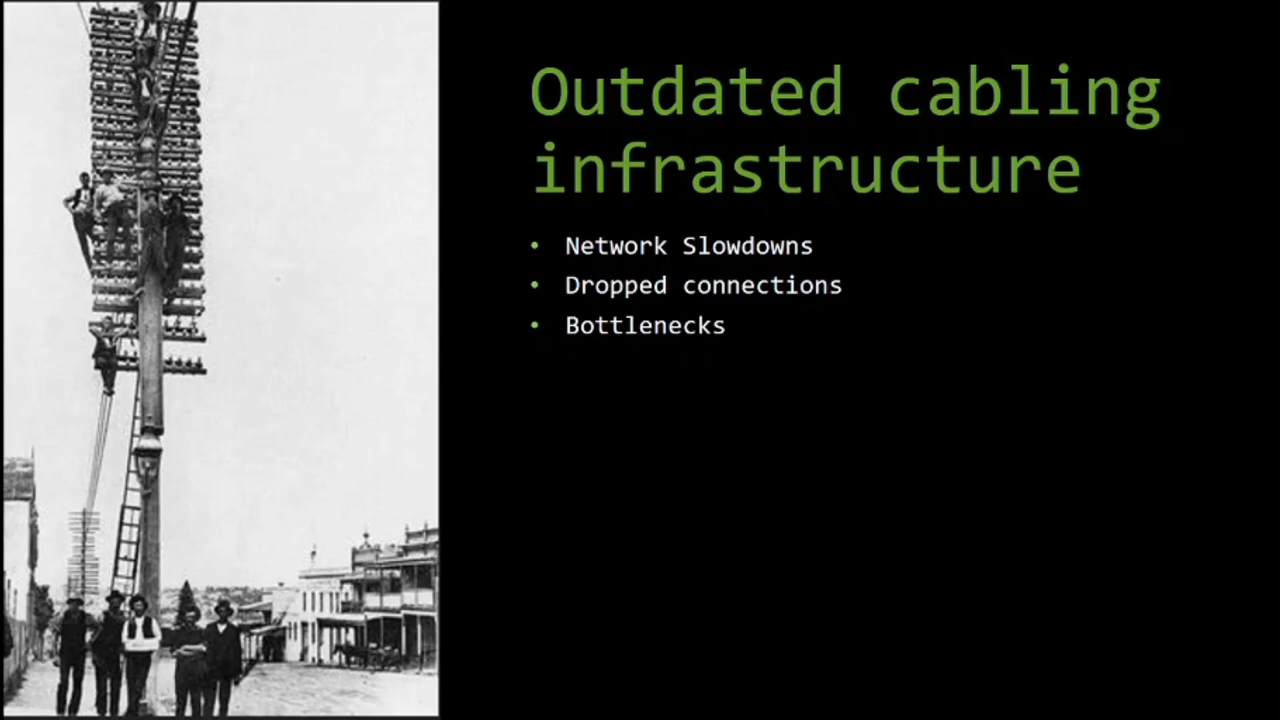 Outdated cabling
infrastructure
• Network Slowdowns
• Dropped connections
• Bottlenecks